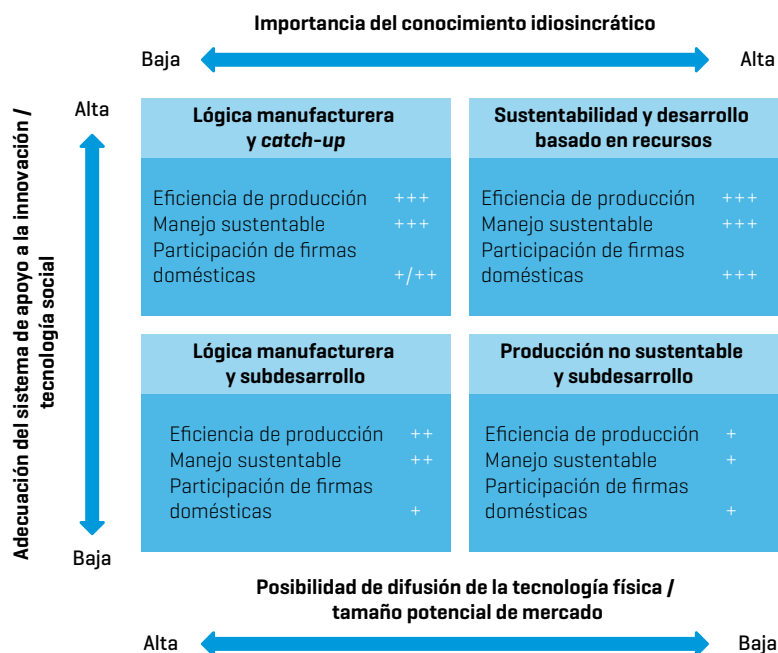 Importancia del conocimiento idiosincrático
Baja
Alta
Adecuación del sistema de apoyo a la innovación /
tecnología social
Alta
Baja
Lógica manufacturera
y catch-up
Eficiencia de producción +++
Manejo sustentable +++
Participación de firmas
domésticas +/++
Sustentabilidad y desarrollo
basado en recursos
Eficiencia de producción +++
Manejo sustentable +++
Participación de firmas
domésticas +++
Lógica manufacturera
y subdesarrollo
Eficiencia de producción ++
Manejo sustentable ++
Participación de firmas
domésticas +
Producción no sustentable
y subdesarrollo
Eficiencia de producción +
Manejo sustentable +
Participación de firmas
domésticas +
Posibilidad de difusión de la tecnología física /
tamaño potencial de mercado
Alta
Baja